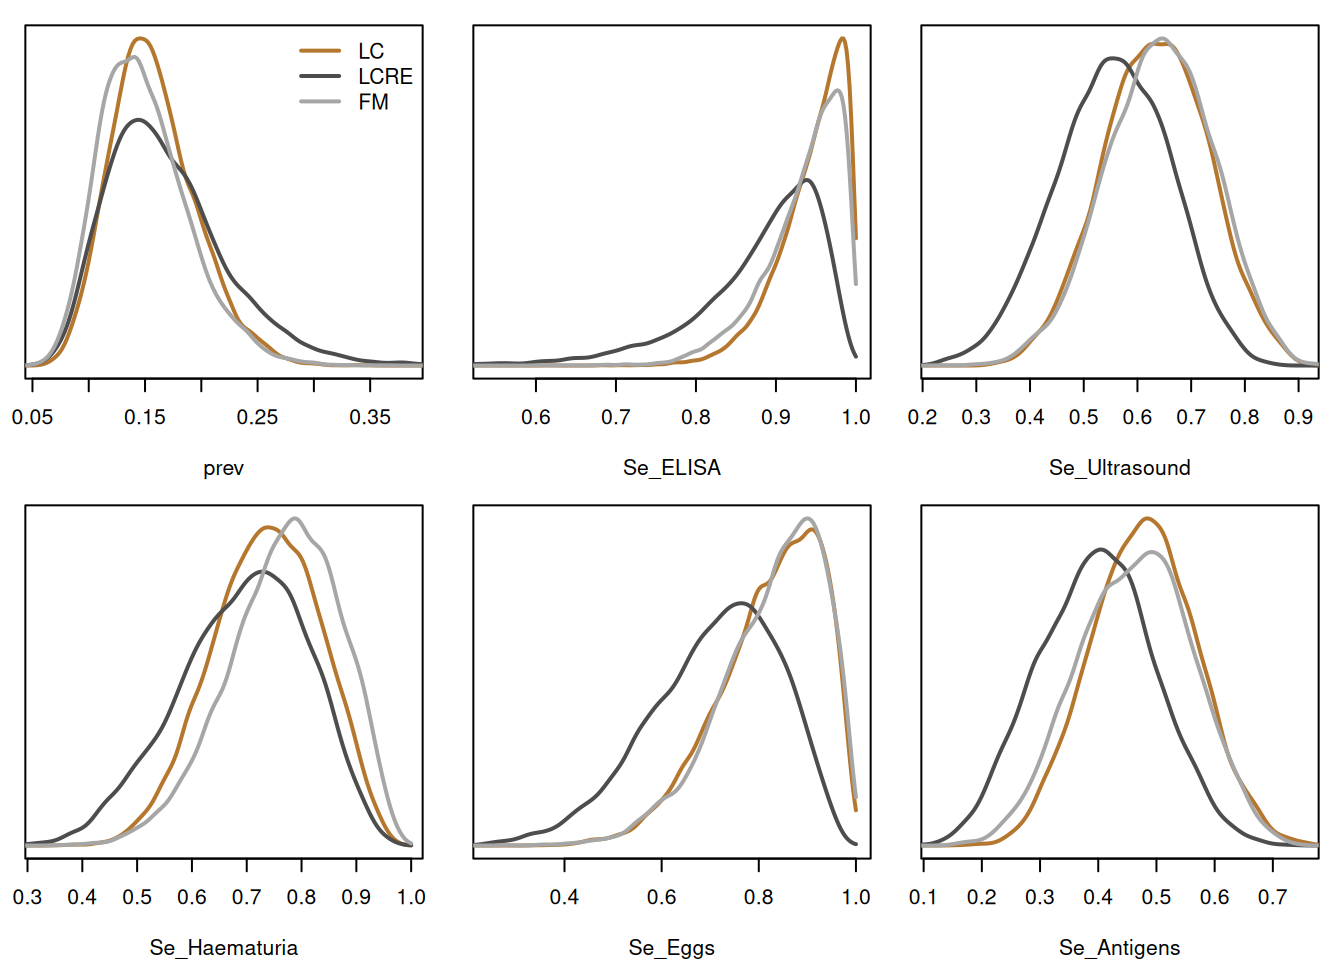 LC
LCRE
FM
0.05 0.15 0.25 0.35
prev
0.6 0.7 0.8 0.9 1.0
Se_ELISA
0.2 0.3 0.4 0.5 0.6 0.7 0.8 0.9
Se_Ultrasound
0.3 0.4 0.5 0.6 0.7 0.8 0.9 1.0
Se_Haematuria
0.4 0.6 0.8 1.0
Se_Eggs
0.1 0.2 0.3 0.4 0.5 0.6 0.7
Se_Antigens